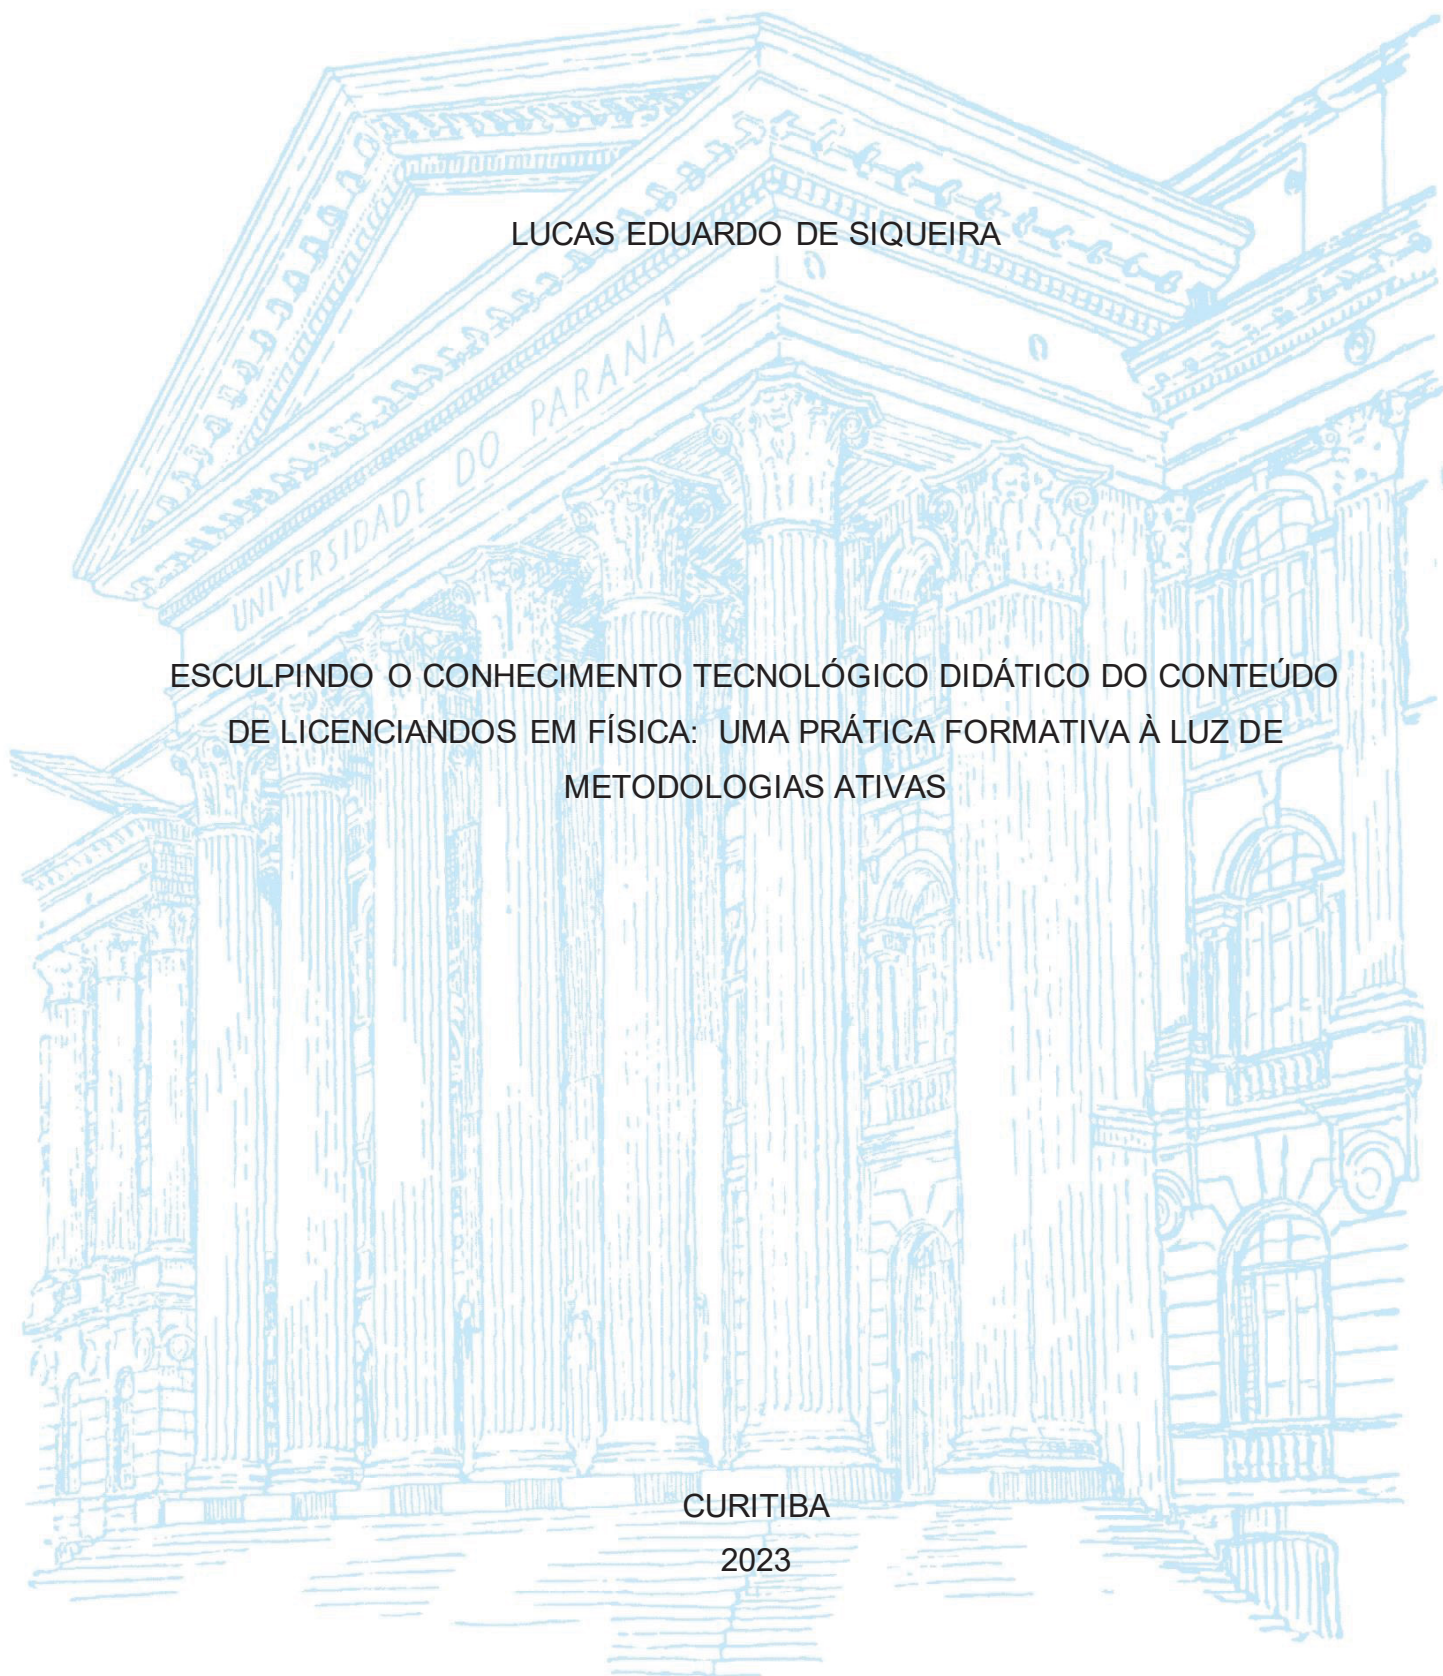 LUCAS EDUARDO DE SIQUEIRA
UNIVERSIDADE DO PARANÁ
ESCULPINDO O CONHECIMENTO TECNOLÓGICO DIDÁTICO DO CONTEÚDO
DE LICENCIANDOS EM FÍSICA: UMA PRÁTICA FORMATIVA À LUZ DE
METODOLOGIAS ATIVAS
CURITIBA
2023